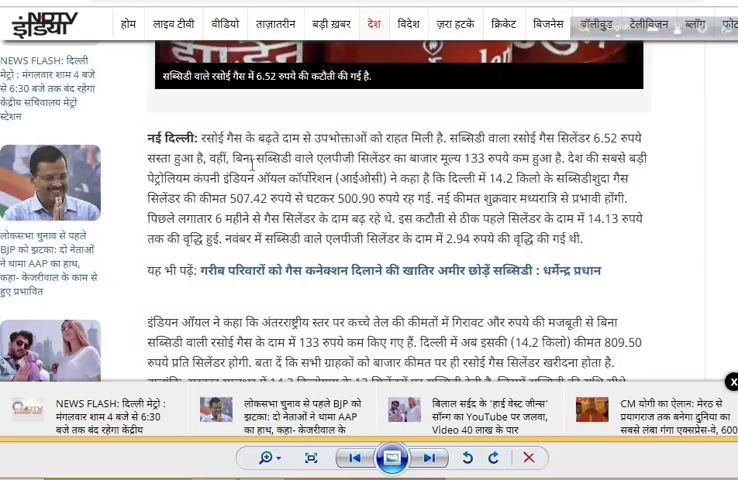 NDTV
इंडिया
होम लाइव टीवी वीडियो ताज़ातरीन बड़ी ख़बर देश विदेश ज़रा हटके क्रिकेट बिजनेस बॉलीवुड टेलीविजन ब्लॉग फोट
NEWS FLASH: दिल्ली
मेट्रो : मंगलवार शाम 4 बजे
से 6:30 बजे तक बंद रहेगा
केंद्रीय सचिवालय मेट्रो
स्टेशन
लोकसभा चुनाव से पहले
BJP को झटका: दो नेताओं
ने थामा AAP का हाथ,
कहा- केजरीवाल के काम से
हुए प्रभावित
सब्सिडी वाले रसोई गैस में 6.52 रुपये की कटौती की गई है.
नई दिल्ली: रसोई गैस के बढ़ते दाम से उपभोक्ताओं को राहत मिली है. सब्सिडी वाला रसोई गैस सिलेंडर 6.52 रुपये
सस्ता हुआ है, वहीं, बिना सब्सिडी वाले एलपीजी सिलेंडर का बाजार मूल्य 133 रुपये कम हुआ है. देश की सबसे बड़ी
पेट्रोलियम कंपनी इंडियन ऑयल कॉर्पोरेशन (आईओसी) ने कहा है कि दिल्ली में 14.2 किलो के सब्सिडीशुदा गैस
सिलेंडर की कीमत 507.42 रुपये से घटकर 500.90 रुपये रह गई. नई कीमत शुक्रवार मध्यरात्रि से प्रभावी होंगी.
पिछले लगातार 6 महीने से गैस सिलेंडर के दाम बढ़ रहे थे. इस कटौती से ठीक पहले सिलेंडर के दाम में 14.13 रुपये
तक की वृद्धि हुई. नवंबर में सब्सिडी वाले एलपीजी सिलेंडर के दाम में 2.94 रुपये की वृद्धि की गई थी.
यह भी पढ़ें: गरीब परिवारों को गैस कनेक्शन दिलाने की खातिर अमीर छोड़ें सब्सिडी : धर्मेन्द्र प्रधान
इंडियन ऑयल ने कहा कि अंतरराष्ट्रीय स्तर पर कच्चे तेल की कीमतों में गिरावट और रुपये की मजबूती से बिना
सब्सिडी वाली रसोई गैस के दाम में 133 रुपये कम किए गए हैं. दिल्ली में अब इसकी (14.2 किलो) कीमत 809.50
रुपये प्रति सिलेंडर होगी. बता दें कि सभी ग्राहकों को बाजार कीमत पर ही रसोई गैस सिलेंडर खरीदना होता है.
NEWS FLASH: दिल्ली मेट्रो :
मंगलवार शाम 4 बजे से 6:30
बजे तक बंद रहेगा केंद्रीय
लोकसभा चुनाव से पहले BJP को
झटका: दो नेताओं ने थामा AAP
का हाथ, कहा- केजरीवाल के
बिलाल सईद के 'हाई वेस्ट जीन्स'
सॉन्ग का YouTube पर जलवा,
Video 40 लाख के पार
CM योगी का ऐलान: मेरठ से
प्रयागराज तक बनेगा दुनिया का
सबसे लंबा गंगा एक्सप्रेस-वे, 600
X